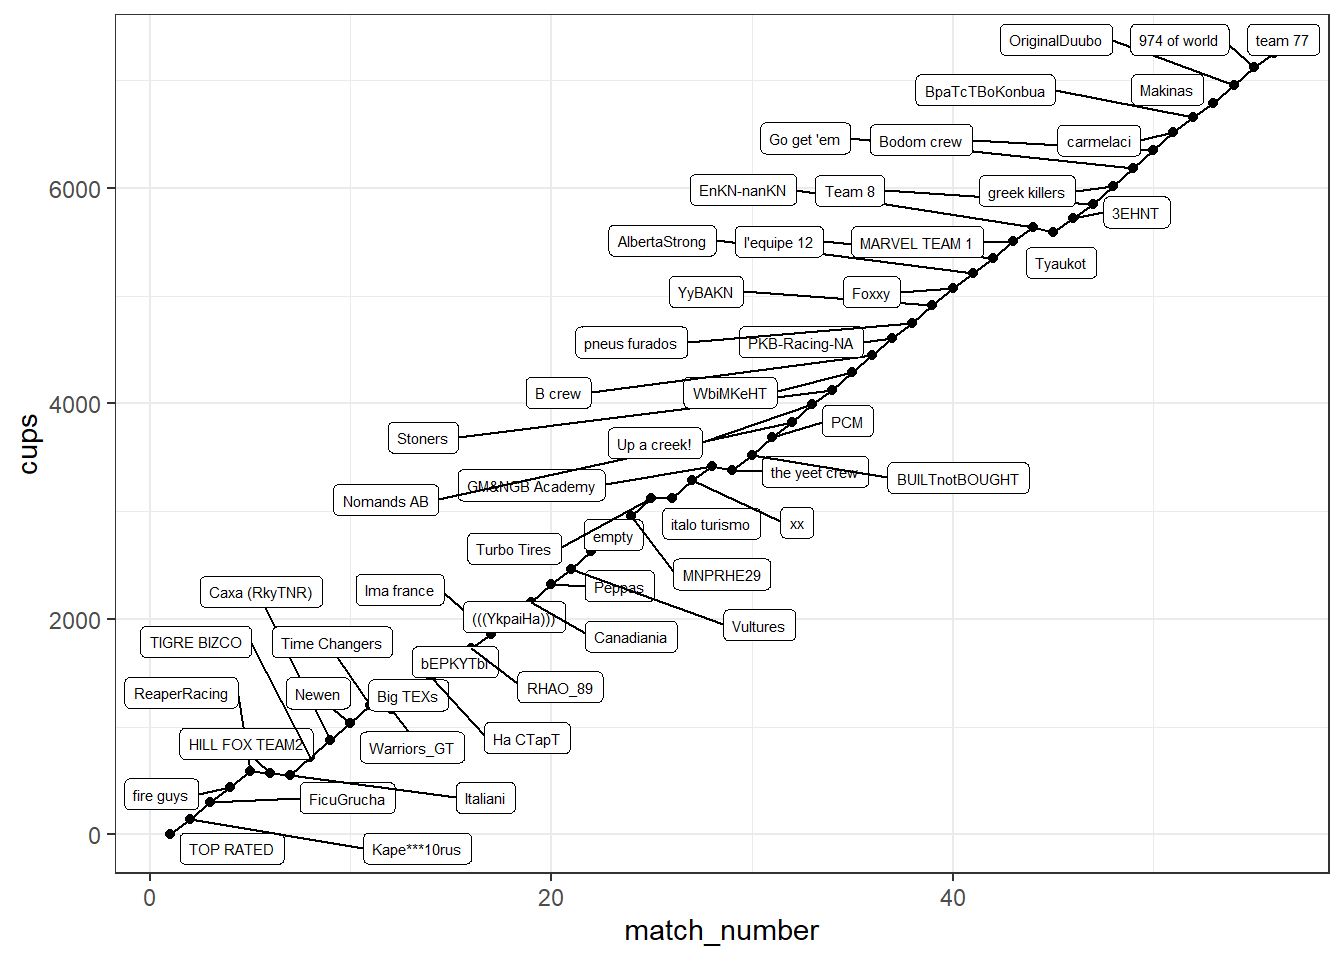 OriginalDuubo
974 of world
team 77
BpaTcTBoKonbua
Makinas
Go get 'em
Bodom crew
carmelaci
6000
EnKN-nanKN
Team 8
greek killers
3EHNT
AlbertaStrong
l'equipe 12
MARVEL TEAM 1
Tyaukot
YyBAKN
Foxxy
pneus furados
PKB-Racing-NA
B crew
WbiMKeHT
4000
Stoners
Up a creek!
PCM
cups
Nomands AB
GM&NGB Academy
the yeet crew
BUILTnotBOUGHT
Turbo Tires
empty
italo turismo
xx
Caxa (RkyTNR)
Ima france
Peppas
MNPRHE29
2000
(((YkpaiHa)))
Canadiania
Vultures
TIGRE BIZCO
Time Changers
bEPKYTbI
RHAO_89
ReaperRacing
Newen
Big TEXs
HILL FOX TEAM2
Warriors_GT
Ha CTapT
fire guys
FicuGrucha
Italiani
0
TOP RATED
Kape***10rus
0
20
40
match_number